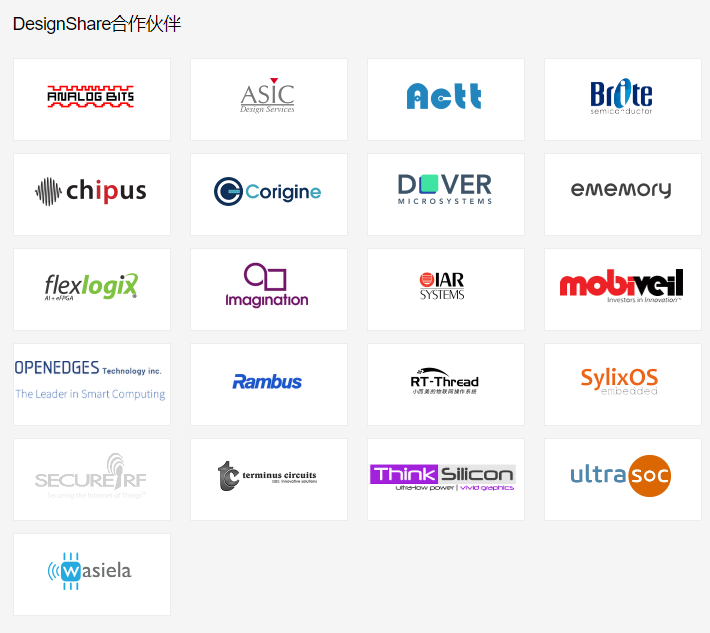 DesignShare合作伙伴
ANALOG BITS
ASIC
Design Services
Actt
Brite
semiconductor
chipus
Corigine
DOVER
MICROSYSTEMS
ememory
flexlogix
AI + eFPGA
Imagination
IAR
SYSTEMS
mobiveil
Investors in Innovation™
OPENEDGES Technology inc.
The Leader in Smart Computing
Rambus
RT-Thread
小而美的物联网操作系统
SylixOS
embedded
SECURE RF
Securing the Internet of Things™
tc terminus circuits
Think Silicon
ultra-low power | vivid graphics
ultrasoc
wasiela